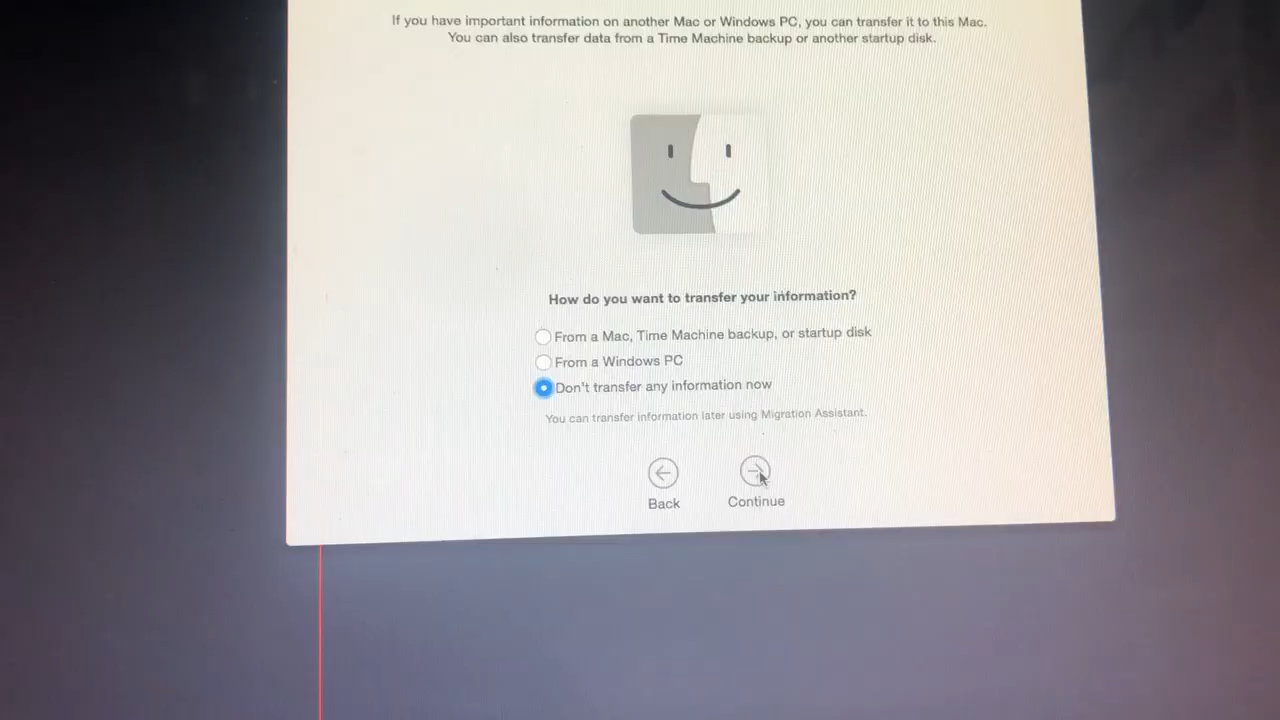 If you have important information on another Mac or Windows PC, you can transfer it to this Mac.
You can also transfer data from a Time Machine backup or another startup disk.
How do you want to transfer your information?
From a Mac, Time Machine backup, or startup disk
From a Windows PC
Don't transfer any information now
You can transfer information later using Migration Assistant.
Back
Continue